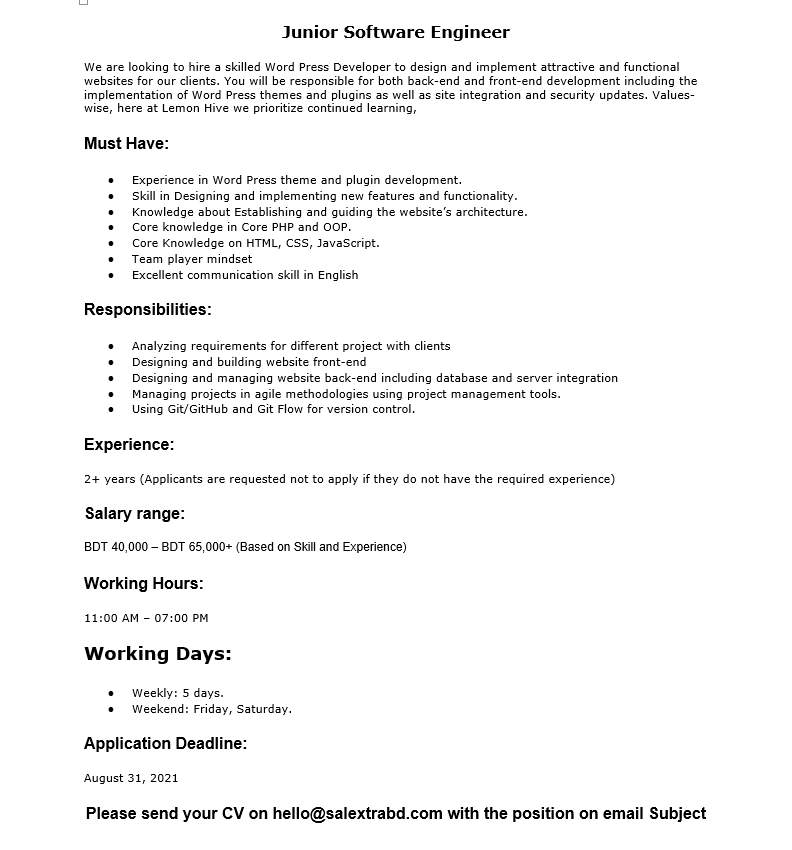 Junior Software Engineer
We are looking to hire a skilled Word Press Developer to design and implement attractive and functional
websites for our clients. You will be responsible for both back-end and front-end development including the
implementation of Word Press themes and plugins as well as site integration and security updates. Values-
wise, here at Lemon Hive we prioritize continued learning,
Must Have:
• Experience in Word Press theme and plugin development.
• Skill in Designing and implementing new features and functionality.
• Knowledge about Establishing and guiding the website’s architecture.
• Core knowledge in Core PHP and OOP.
• Core Knowledge on HTML, CSS, JavaScript.
• Team player mindset
• Excellent communication skill in English
Responsibilities:
• Analyzing requirements for different project with clients
• Designing and building website front-end
• Designing and managing website back-end including database and server integration
• Managing projects in agile methodologies using project management tools.
• Using Git/GitHub and Git Flow for version control.
Experience:
2+ years (Applicants are requested not to apply if they do not have the required experience)
Salary range:
BDT 40,000 – BDT 65,000+ (Based on Skill and Experience)
Working Hours:
11:00 AM – 07:00 PM
Working Days:
• Weekly: 5 days.
• Weekend: Friday, Saturday.
Application Deadline:
August 31, 2021
Please send your CV on hello@salextrabd.com with the position on email Subject